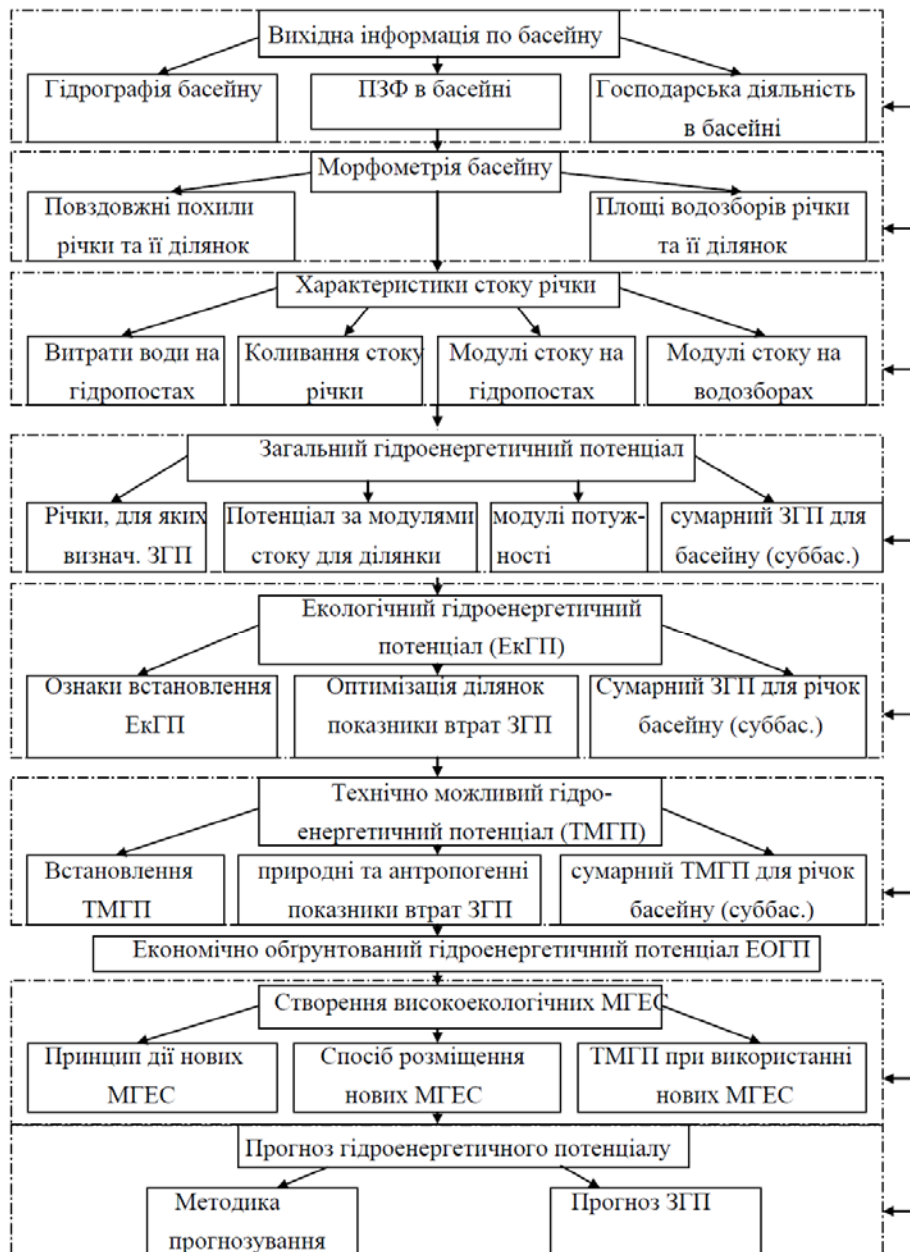 Вихідна інформація по басейну
Гідрографія басейну
ПЗФ в басейні
Господарська діяльність
в басейні
Морфометрія басейну
Повздовжні похили
річки та її ділянок
Площі водозборів річки
та її ділянок
Характеристики стоку річки
Витрати води на
гідропостах
Коливання стоку
річки
Модулі стоку на
гідропостах
Модулі стоку на
водозборах
Загальний гідроенергетичний потенціал
Річки, для яких
визнач. ЗГП
Потенціал за модулями
стоку для ділянки
модулі потуж-
ності
сумарний ЗГП для
басейну (суббас.)
Екологічний гідроенергетичний
потенціал (ЕкГП)
Ознаки встановлення
ЕкГП
Оптимізація ділянок
показники втрат ЗГП
Сумарний ЗГП для річок
басейну (суббас.)
Технічно можливий гідро-
енергетичний потенціал (ТМГП)
Встановлення
ТМГП
природні та антропогенні
показники втрат ЗГП
сумарний ТМГП для річок
басейну (суббас.)
Економічно обґрунтований гідроенергетичний потенціал ЕОГП
Створення високоекологічних МГЕС
Принцип дії нових
МГЕС
Спосіб розміщення
нових МГЕС
ТМГП при використанні
нових МГЕС
Прогноз гідроенергетичного потенціалу
Методика
прогнозування
Прогноз ЗГП